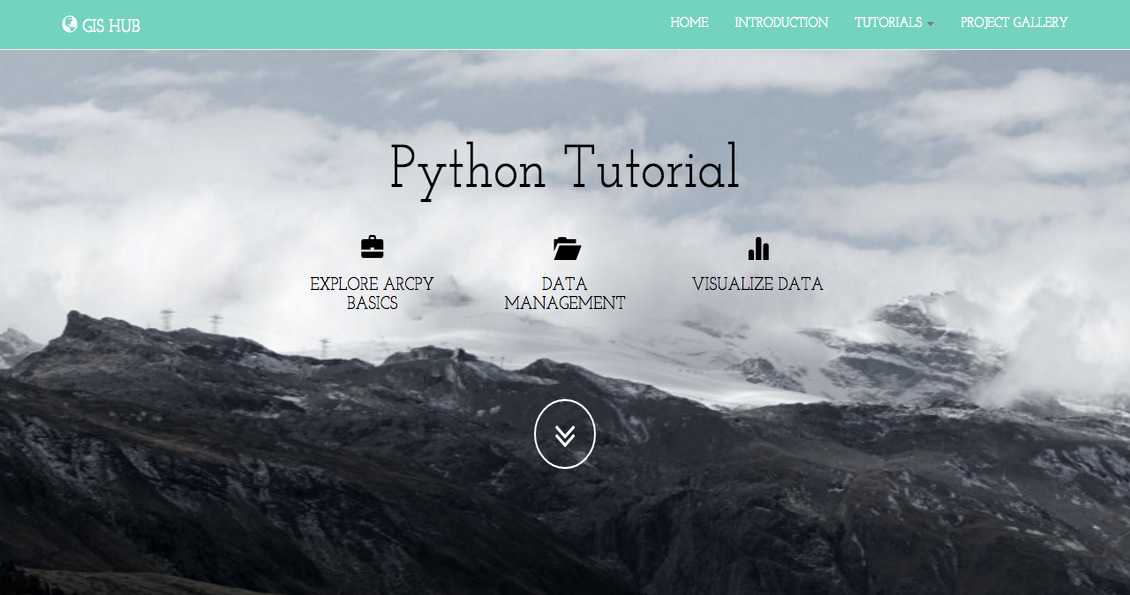 GIS HUB
HOME INTRODUCTION TUTORIALS PROJECT GALLERY
Python Tutorial
EXPLORE ARCPY
BASICS
DATA
MANAGEMENT
VISUALIZE DATA